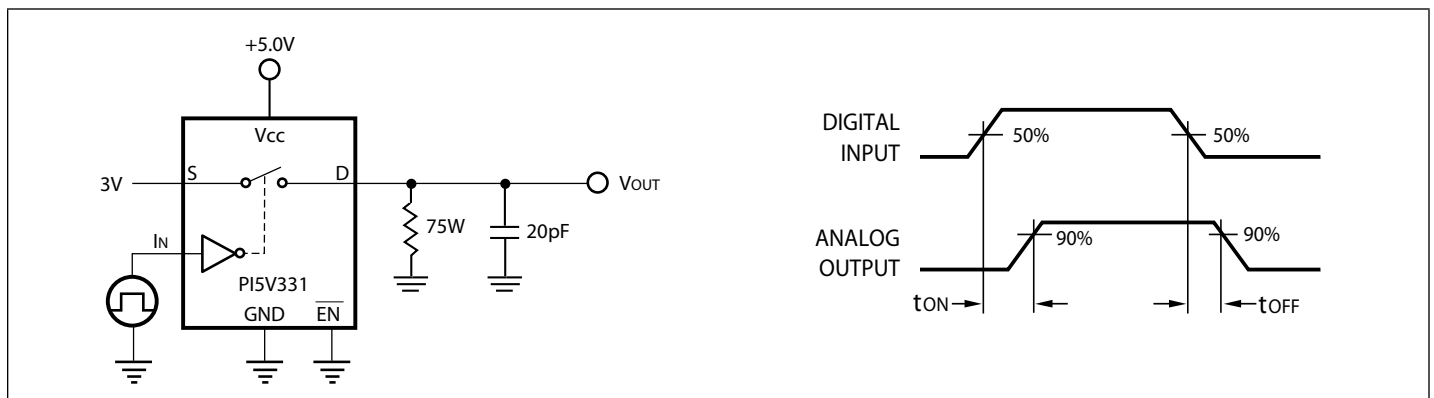 +5.0V
Vcc
S
D
3V
VOUT
75W
20pF
IN
PI5V331
GND
EN
DIGITAL
INPUT
50%
50%
ANALOG
OUTPUT
90%
90%
tON
tOFF